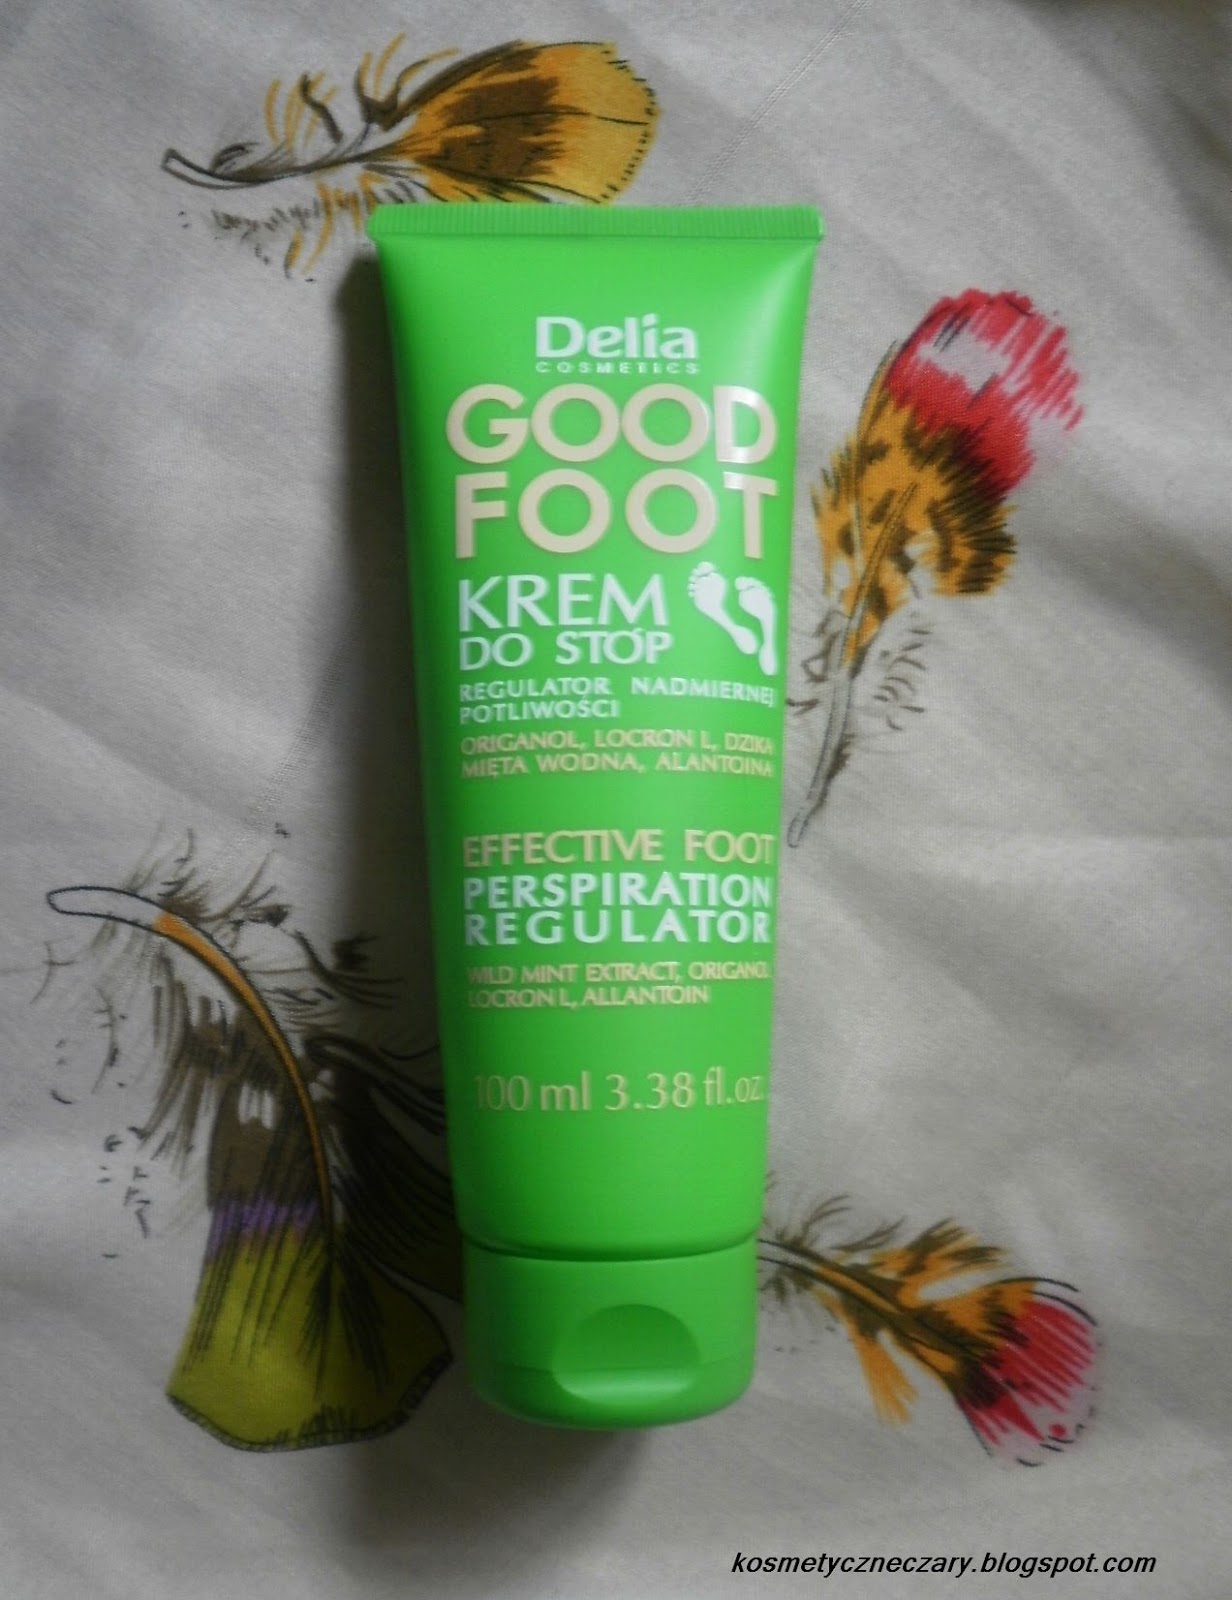 Delia
COSMETICS
GOOD
FOOT
KREM
DO STÓP
REGULATOR NADMIERNEJ
POTLIWOŚCI
ORIGANOL, LOCRON L, DZIKA
MIĘTA WODNA, ALANTOINA
EFFECTIVE FOOT
PERSPIRATION
REGULATOR
WILD MINT EXTRACT, ORIGANOL
LOCRON L, ALLANTOIN
100 ml 3.38 fl.oz.
kosmetyczneczary.blogspot.com